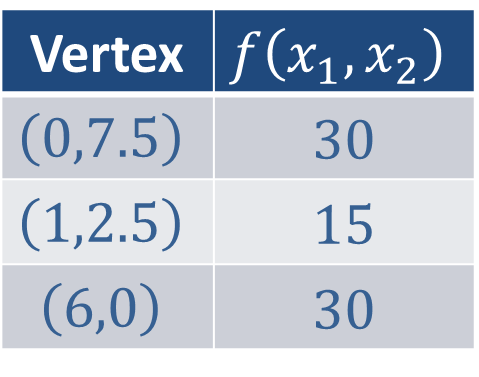 Vertex f(x₁, x₂)
(0,7.5) 30
(1,2.5) 15
(6,0) 30